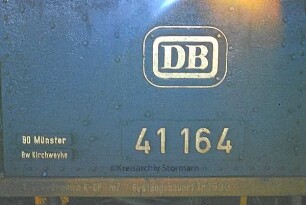 DB
BD Münster
Bw Kirchweyhe
41 164
©Kreisarchiv Stormarn